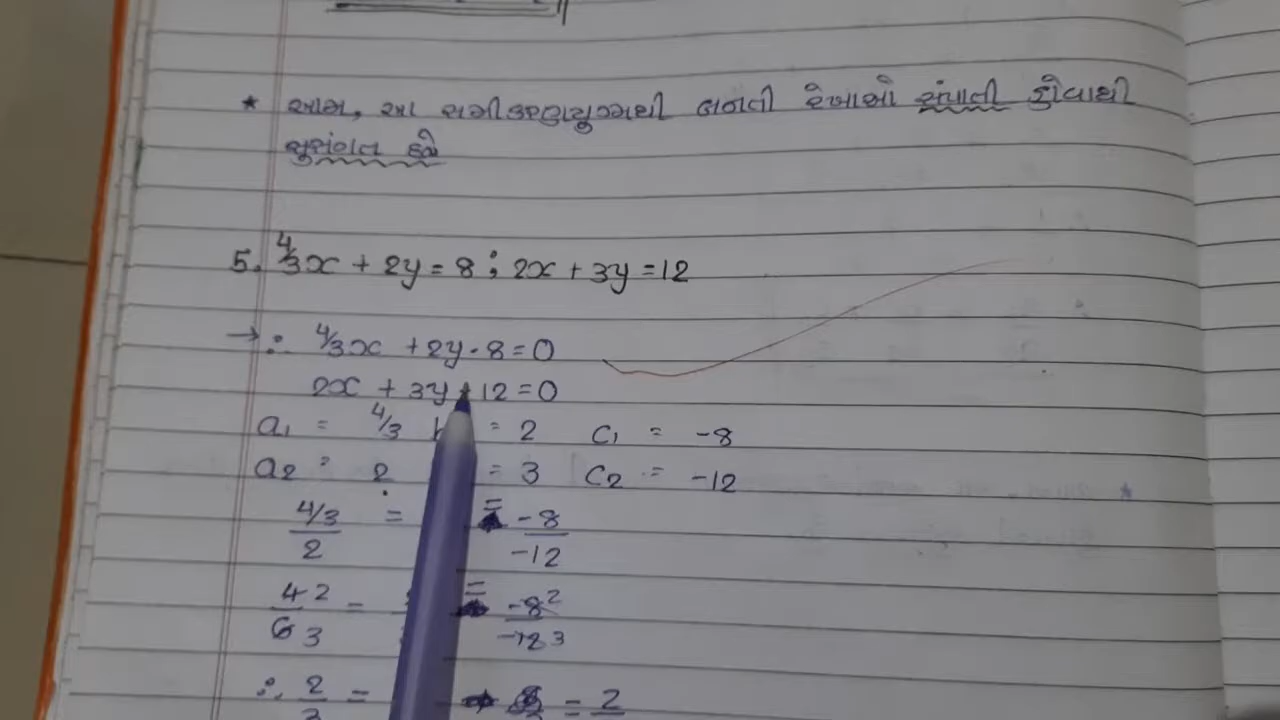 * આમ, આ સમીકરણયુગ્મથી બનતી રેખાઓ સંપાતી હોવાથી
સુસંગત છે
5. 4/3x + 2y = 8 ; 2x + 3y = 12
→ ∴ 4/3x + 2y - 8 = 0
2x + 3y - 12 = 0
a1 = 4/3 = 2 c1 = -8
a2 = 2 = 3 c2 = -12
4/3 / 2 = = -8 / -12
4 2 / 6 3 = = -8 2 / -12 3
∴ 2 = = 2